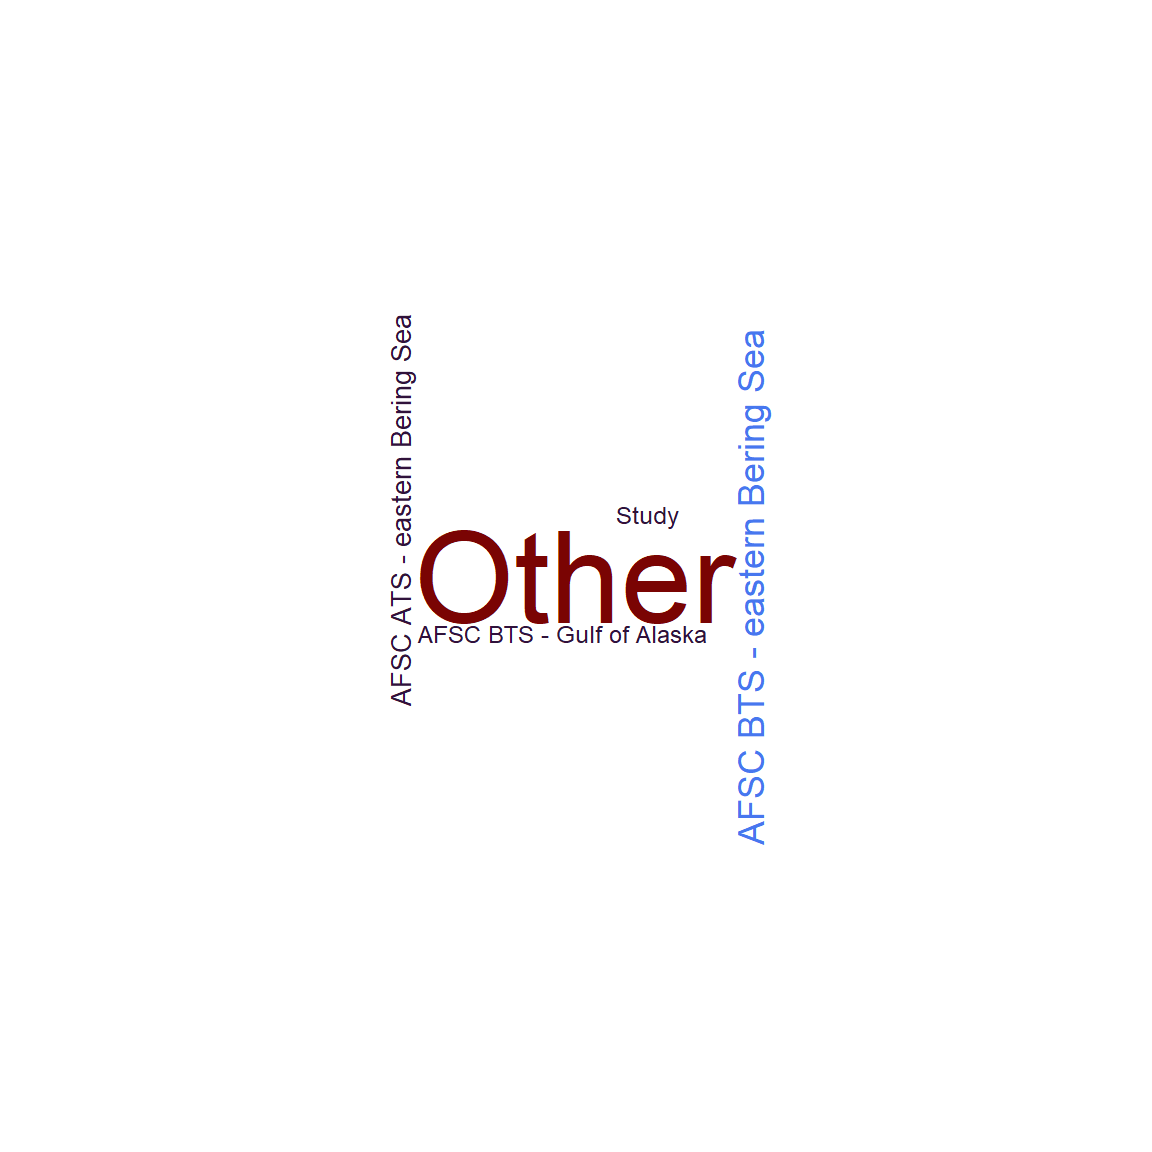 AFSC ATS - eastern Bering Sea
Study
Other
AFSC BTS - Gulf of Alaska
AFSC BTS - eastern Bering Sea